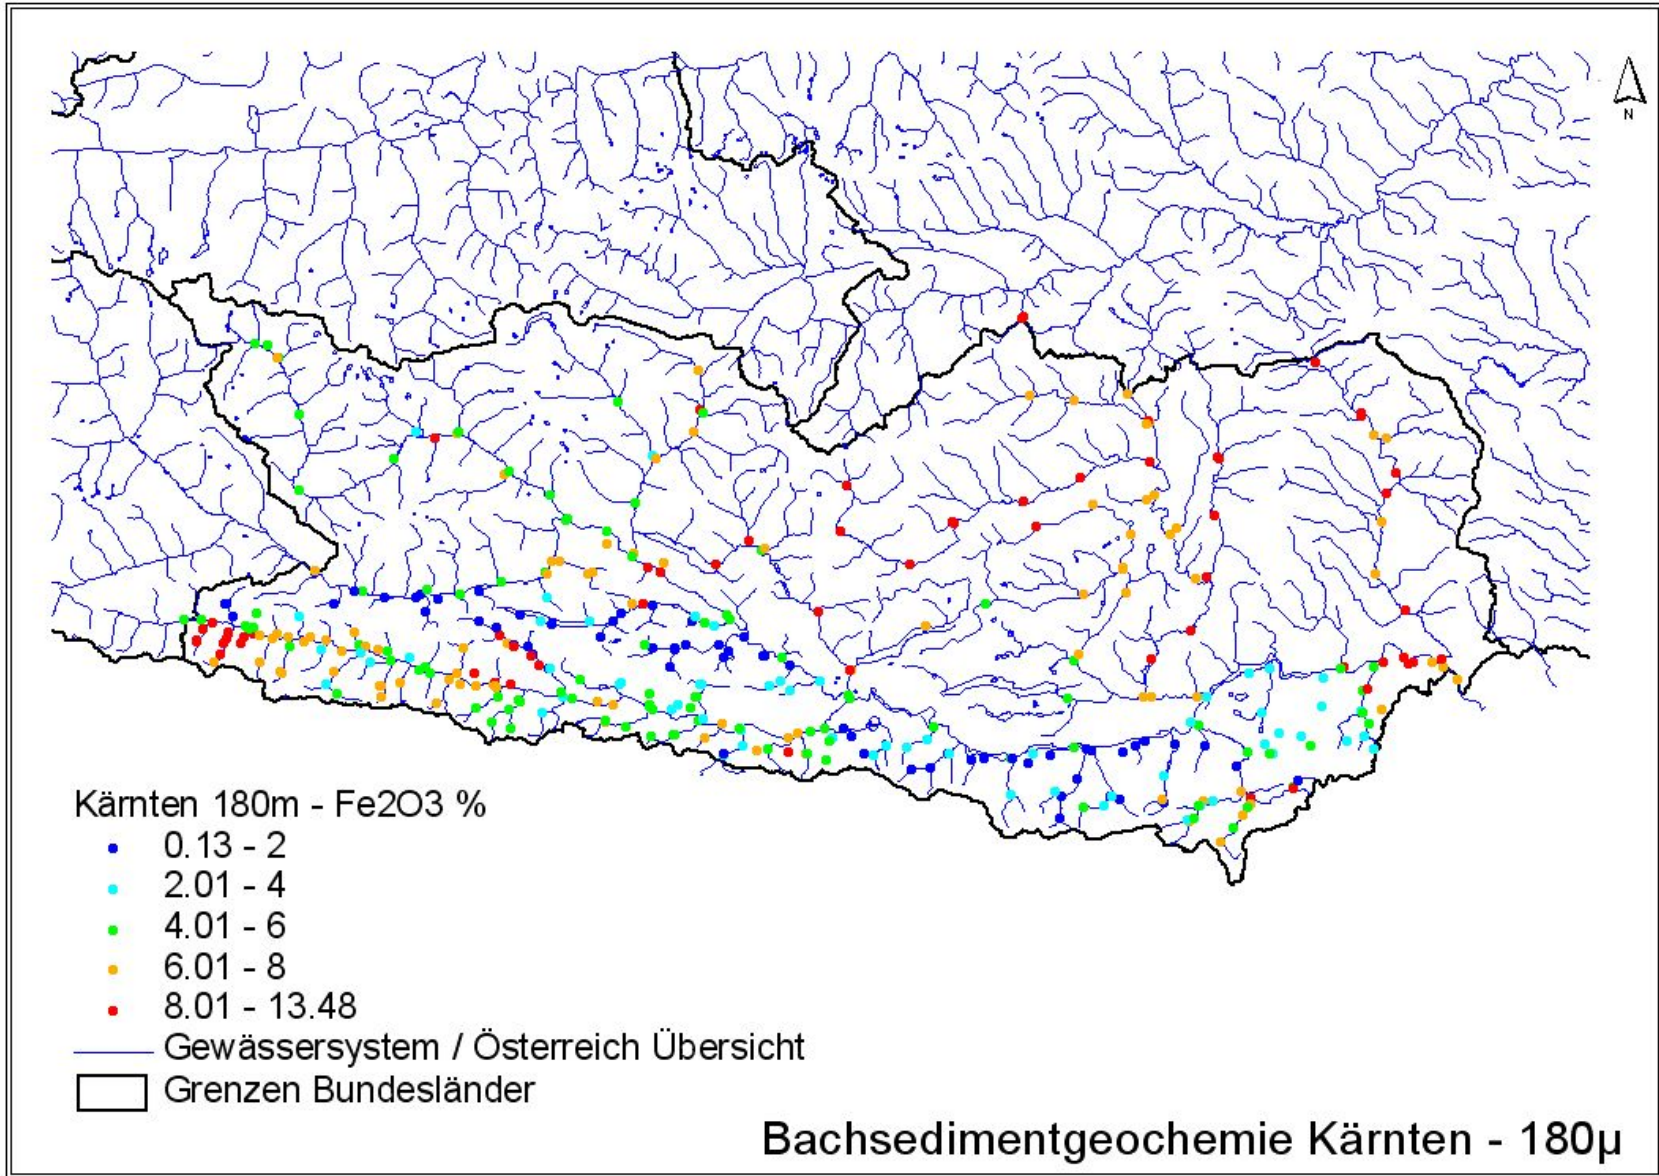 N
Kärnten 180m - Fe2O3 %
0.13 - 2
2.01 - 4
4.01 - 6
6.01 - 8
8.01 - 13.48
Gewässersystem / Österreich Übersicht
Grenzen Bundesländer
Bachsedimentgeochemie Kärnten - 180µ